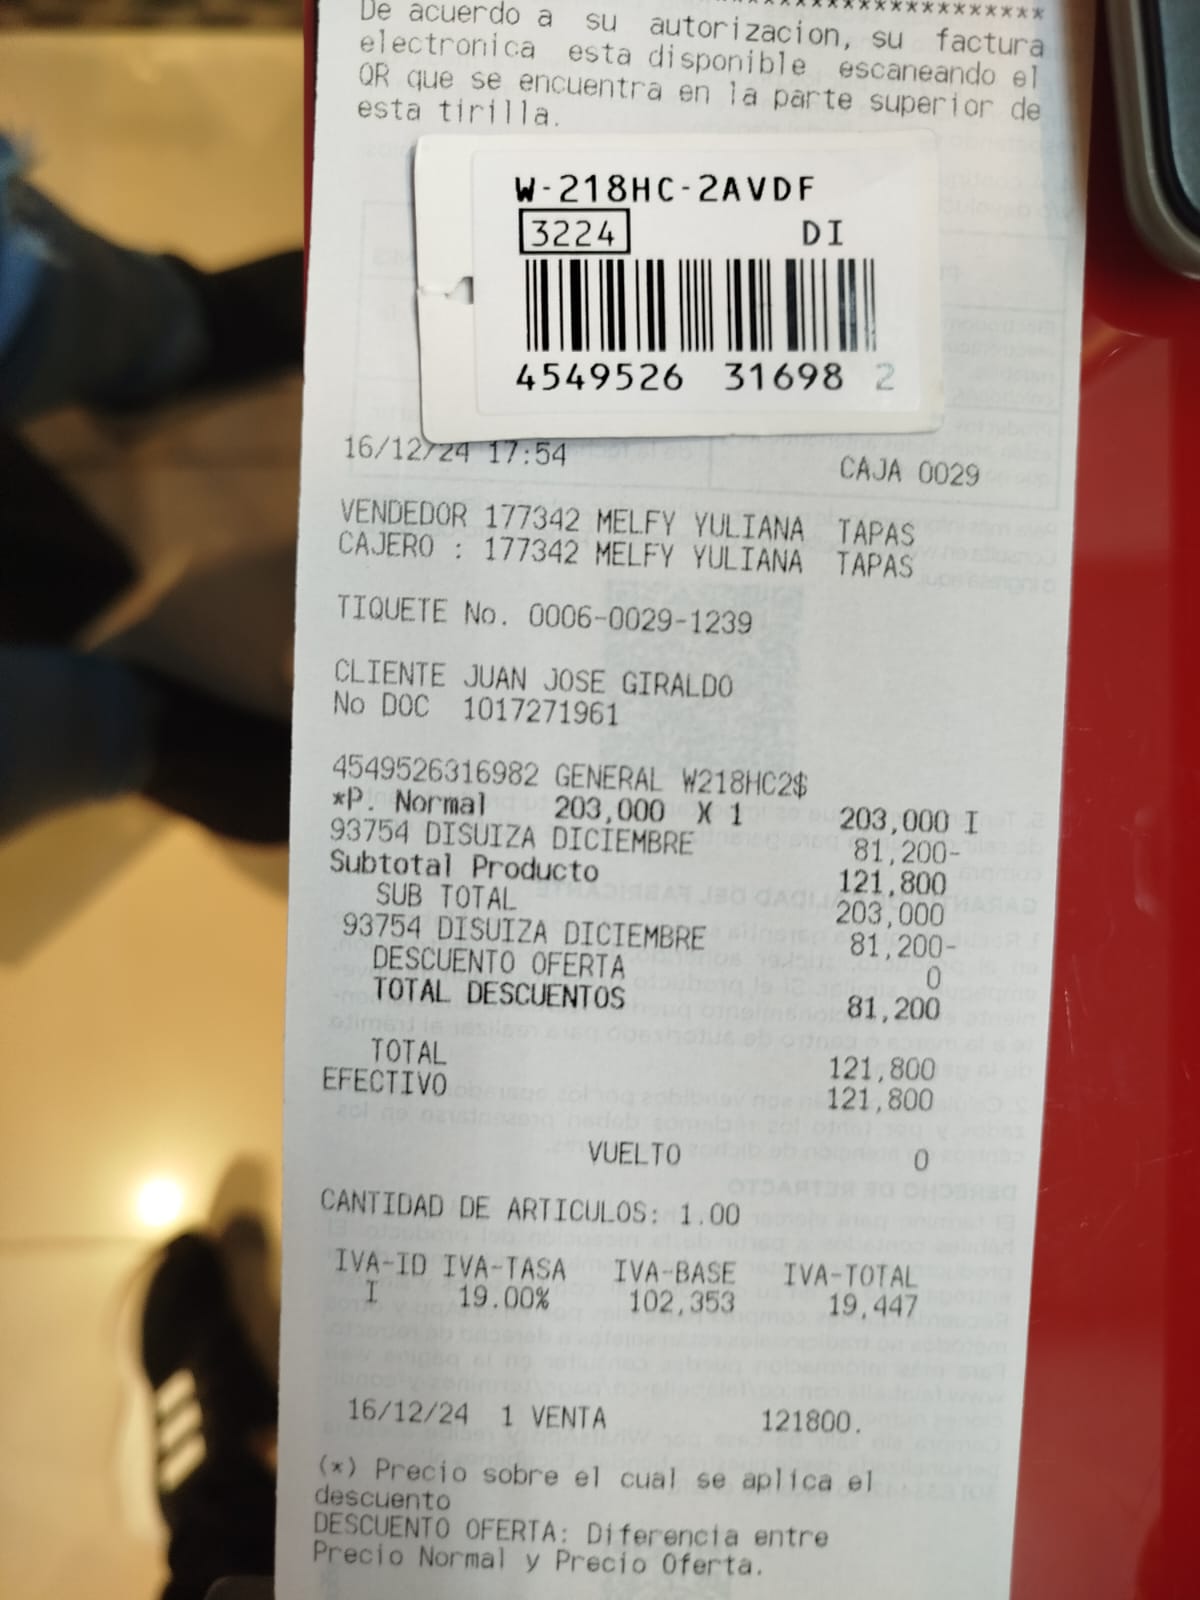 De acuerdo a su autorizacion, su factura
electronica esta disponible escaneando el
QR que se encuentra en la parte superior de
esta tirilla.
W-218HC-2AVDF
3224 DI
4549526 31698 2
16/12/24 17:54 CAJA 0029
VENDEDOR 177342 MELFY YULIANA TAPAS
CAJERO : 177342 MELFY YULIANA TAPAS
TIQUETE No. 0006-0029-1239
CLIENTE JUAN JOSE GIRALDO
No DOC 1017271961
4549526316982 GENERAL W218HC2$
*P. Normal 203,000 X 1 203,000 I
93754 DISUIZA DICIEMBRE 81,200-
Subtotal Producto 121,800
SUB TOTAL 203,000
93754 DISUIZA DICIEMBRE 81,200-
DESCUENTO OFERTA 0
TOTAL DESCUENTOS 81,200
TOTAL 121,800
EFECTIVO 121,800
VUELTO 0
CANTIDAD DE ARTICULOS: 1.00
IVA-ID IVA-TASA IVA-BASE IVA-TOTAL
I 19.00% 102,353 19,447
16/12/24 1 VENTA 121800.
(*) Precio sobre el cual se aplica el
descuento
DESCUENTO OFERTA: Diferencia entre
Precio Normal y Precio Oferta.